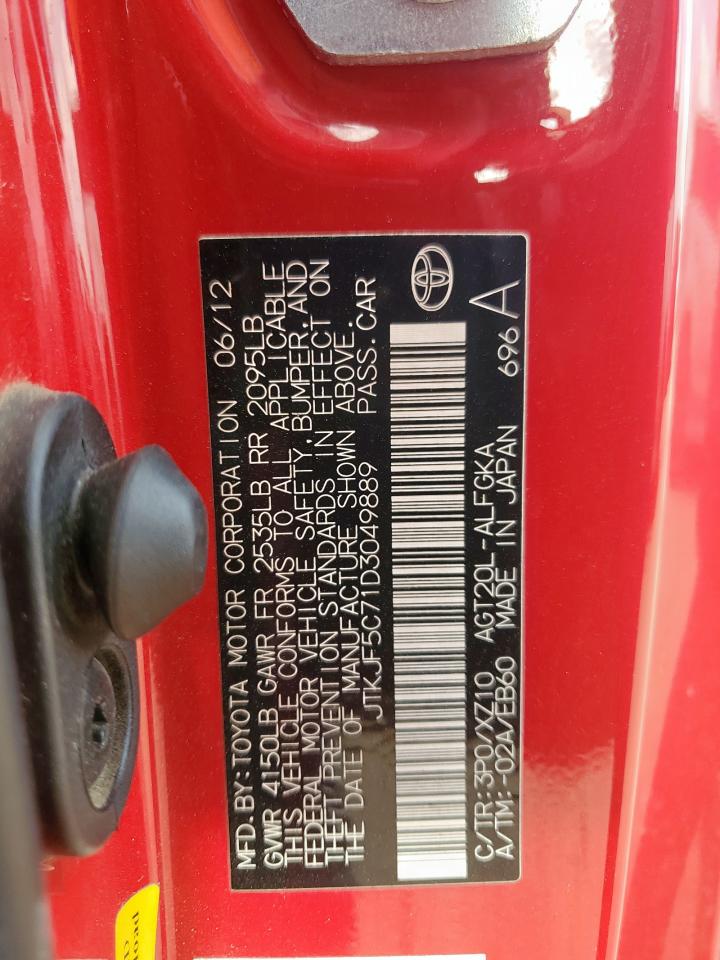 MFD.BY:TOYOTA MOTOR CORPORATION 06/12
GVWR 4150LB GAWR FR 2535LB RR 2095LB
THIS VEHICLE CONFORMS TO ALL APPLICABLE
FEDERAL MOTOR VEHICLE SAFETY,BUMPER,AND
THEFT PREVENTION STANDARDS IN EFFECT ON
THE DATE OF MANUFACTURE SHOWN ABOVE.
JTKJF5C71D3049889 PASS.CAR
C/TR:3P0/XZ10 AGT20L-ALFGKA 696 A
A/TM:-02A/EB60 MADE IN JAPAN